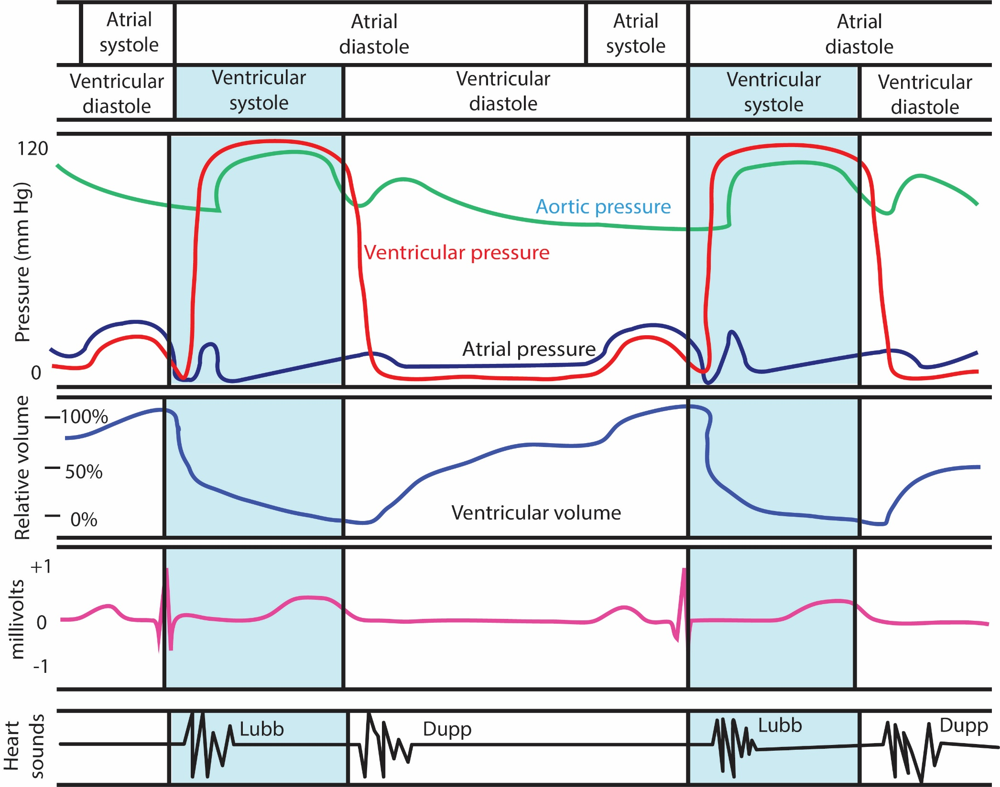 Atrial
systole
Atrial
diastole
Atrial
systole
Atrial
diastole
Ventricular
diastole
Ventricular
systole
Ventricular
diastole
Ventricular
systole
Ventricular
diastole
Pressure (mm Hg)
120
0
Aortic pressure
Ventricular pressure
Atrial pressure
Relative volume
100%
50%
0%
Ventricular volume
millivolts
+1
0
-1
Heart
sounds
Lubb
Dupp
Lubb
Dupp